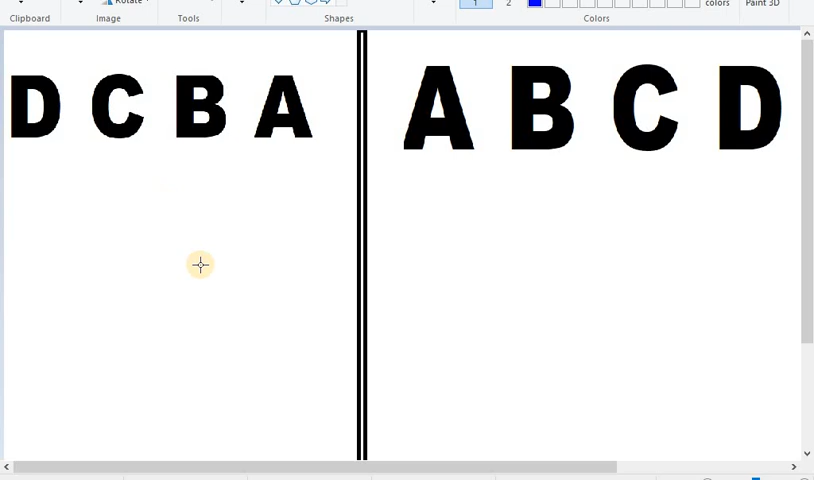 Rotate
1 2 colors Paint 3D
Clipboard Image Tools Shapes Colors
D C B A A B C D